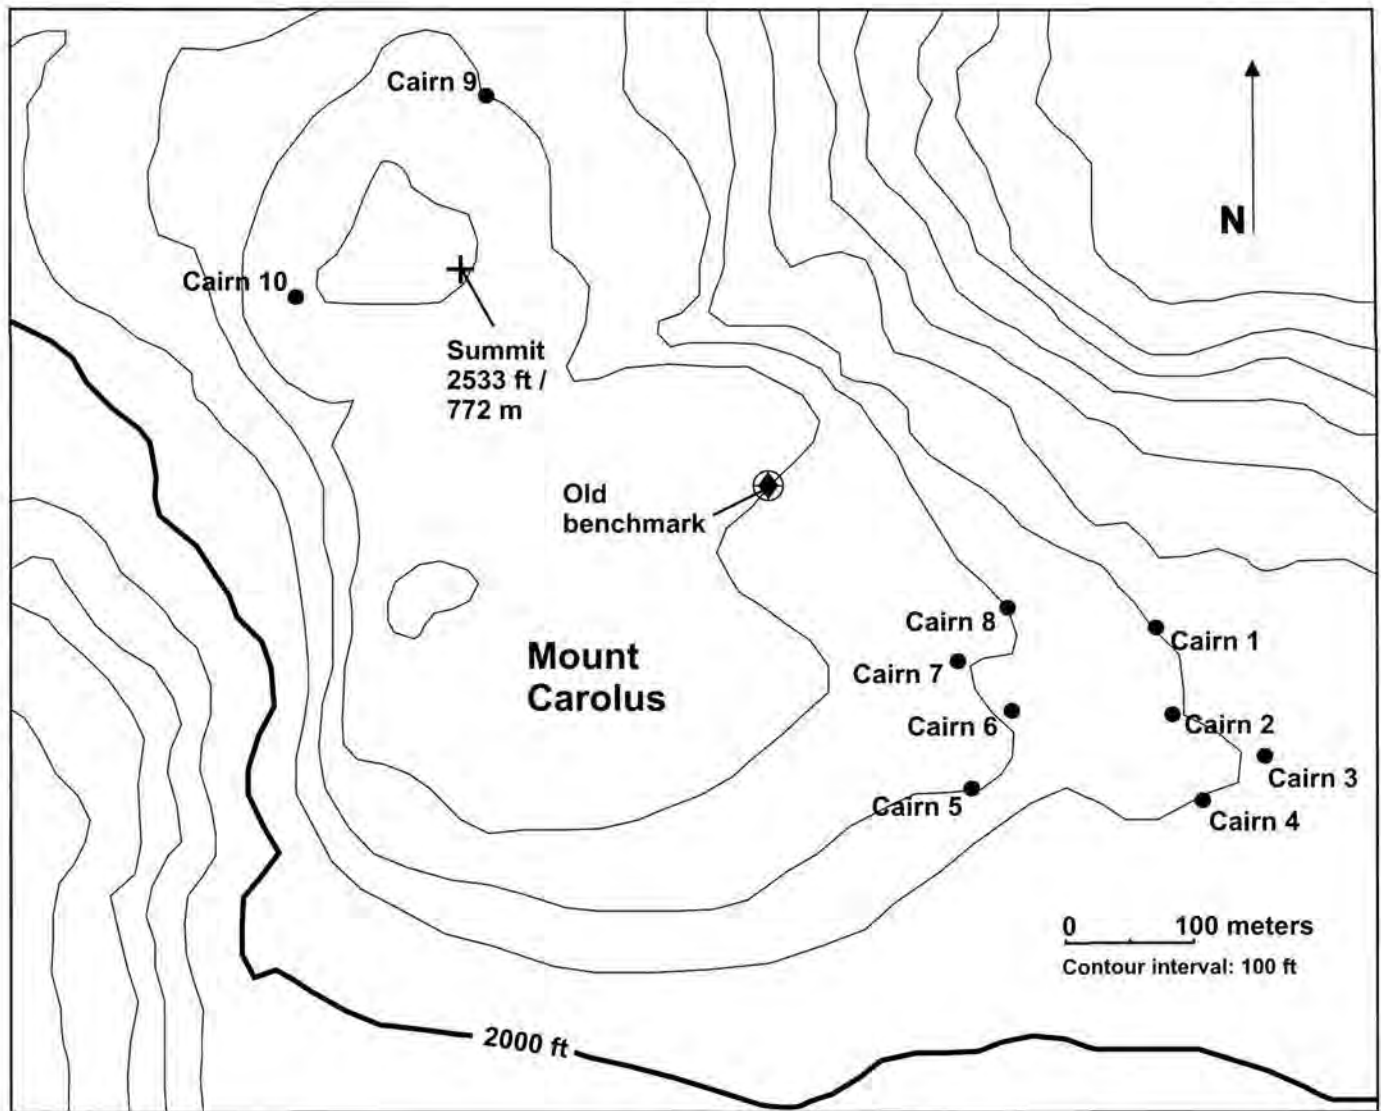 Cairn 9
N
Cairn 10
Summit
2533 ft /
772 m
Old
benchmark
Mount
Carolus
Cairn 8
Cairn 1
Cairn 7
Cairn 6
Cairn 2
Cairn 3
Cairn 5
Cairn 4
0 100 meters
Contour interval: 100 ft
2000 ft